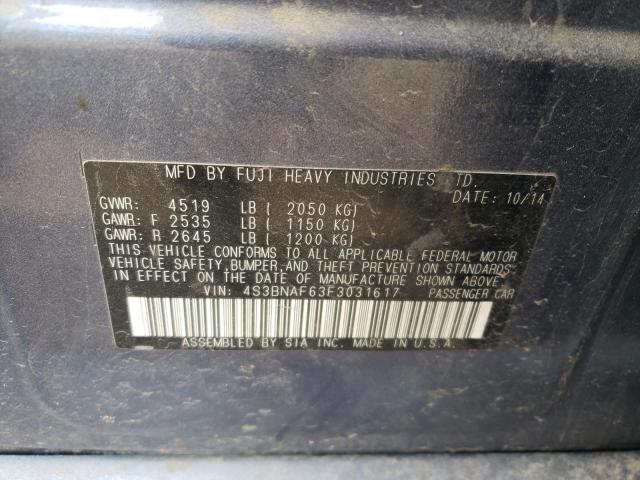 MFD BY FUJI HEAVY INDUSTRIES TD.
DATE: 10/14
GVWR: 4519 LB ( 2050 KG)
GAWR: F 2535 LB ( 1150 KG)
GAWR: R 2645 LB ( 1200 KG)
THIS VEHICLE CONFORMS TO ALL APPLICABLE FEDERAL MOTOR
VEHICLE SAFETY, BUMPER, AND THEFT PREVENTION STANDARDS
IN EFFECT ON THE DATE OF MANUFACTURE SHOWN ABOVE.
VIN: 4S3BNAF63F3031617 PASSENGER CAR
ASSEMBLED BY SIA INC. MADE IN U.S.A.